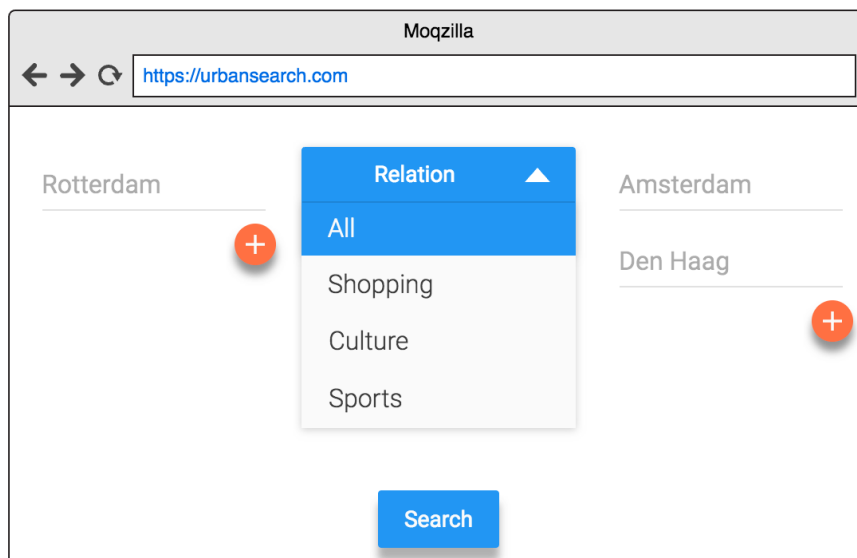 Moqzilla
https://urbansearch.com
Rotterdam
Relation
All
Shopping
Culture
Sports
Amsterdam
Den Haag
Search